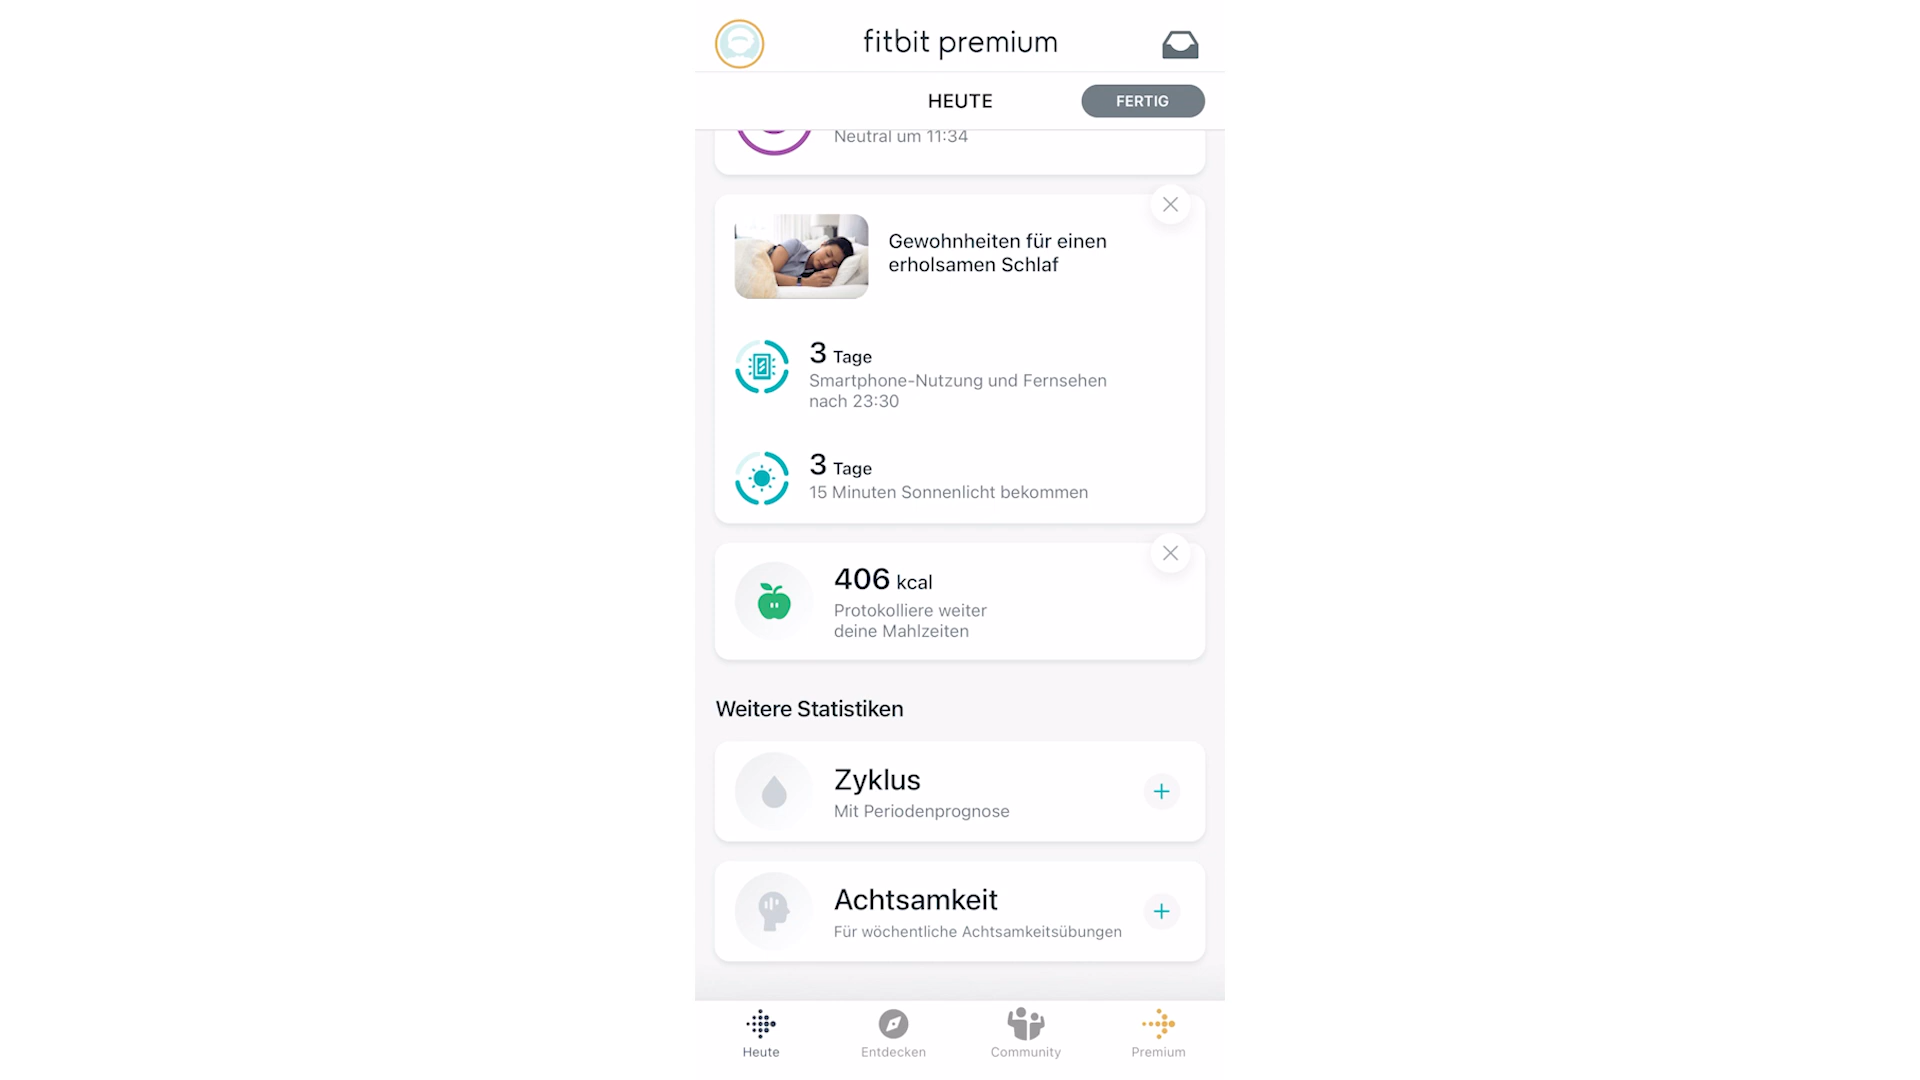 fitbit premium
HEUTE
FERTIG
Neutral um 11:34
Gewohnheiten für einen
erholsamen Schlaf
3 Tage
Smartphone-Nutzung und Fernsehen
nach 23:30
3 Tage
15 Minuten Sonnenlicht bekommen
406 kcal
Protokolliere weiter
deine Mahlzeiten
Weitere Statistiken
Zyklus
Mit Periodenprognose
Achtsamkeit
Für wöchentliche Achtsamkeitsübungen
Heute
Entdecken
Community
Premium